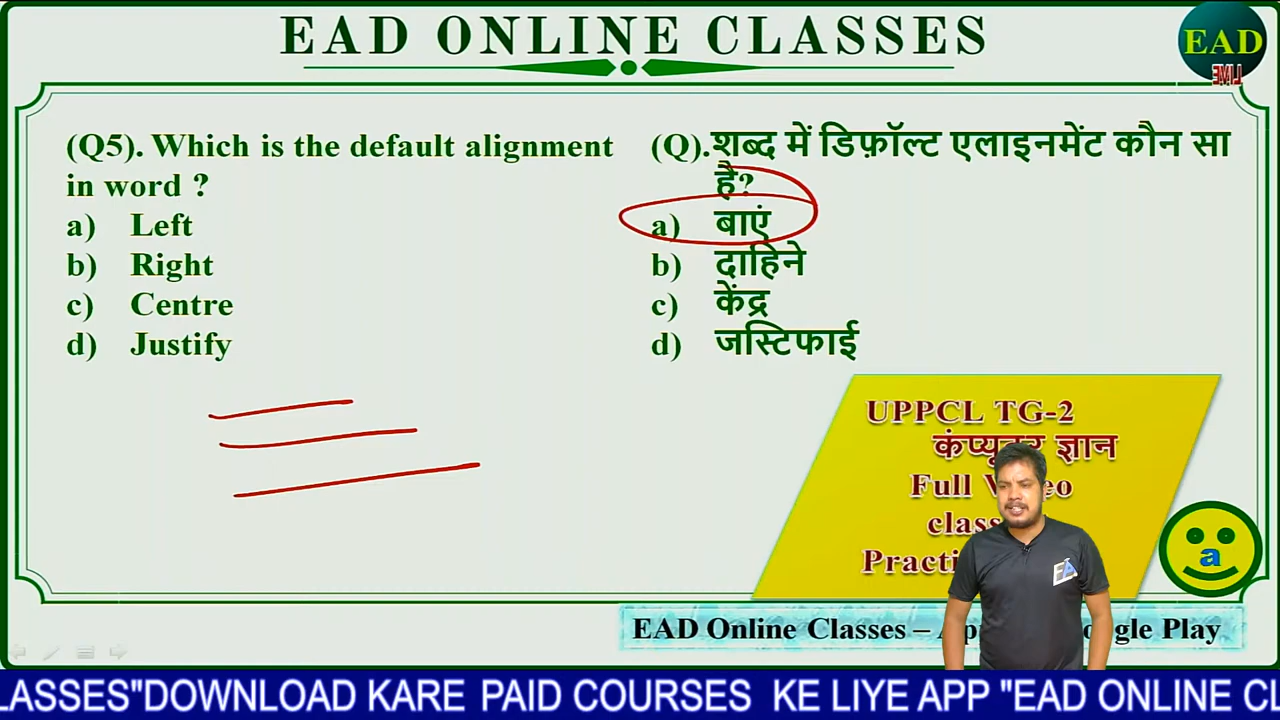 EAD ONLINE CLASSES
EAD
LIVE
(Q5). Which is the default alignment
in word ?
a) Left
b) Right
c) Centre
d) Justify
(Q).शब्द में डिफ़ॉल्ट एलाइनमेंट कौन सा
है?
a) बाएं
b) दाहिने
c) केंद्र
d) जस्टिफाई
UPPCL TG-2
कंप्यूटर ज्ञान
Full
Practi
a
EAD Online Classes – Play
LASSES"DOWNLOAD KARE PAID COURSES KE LIYE APP "EAD ONLINE CL